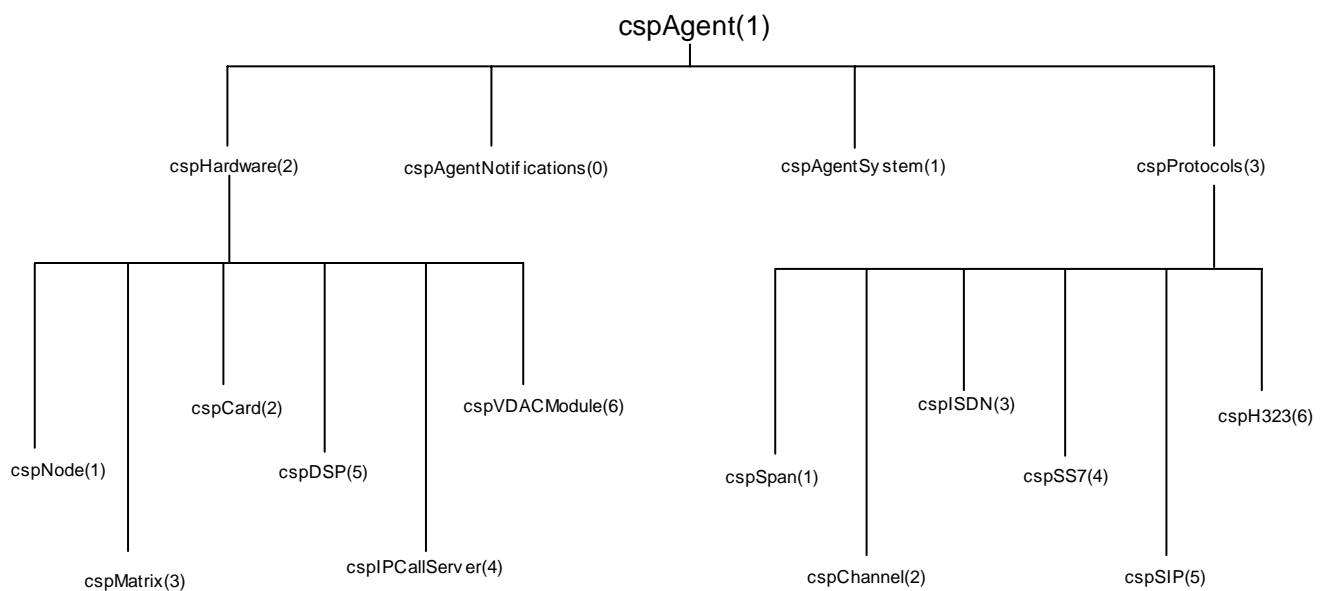 cspAgent(1)
cspHardware(2)
cspAgentNotifications(0)
cspAgentSystem(1)
cspProtocols(3)
cspNode(1)
cspMatrix(3)
cspCard(2)
cspDSP(5)
cspIPCallServer(4)
cspVDACModule(6)
cspSpan(1)
cspChannel(2)
cspISDN(3)
cspSS7(4)
cspSIP(5)
cspH323(6)